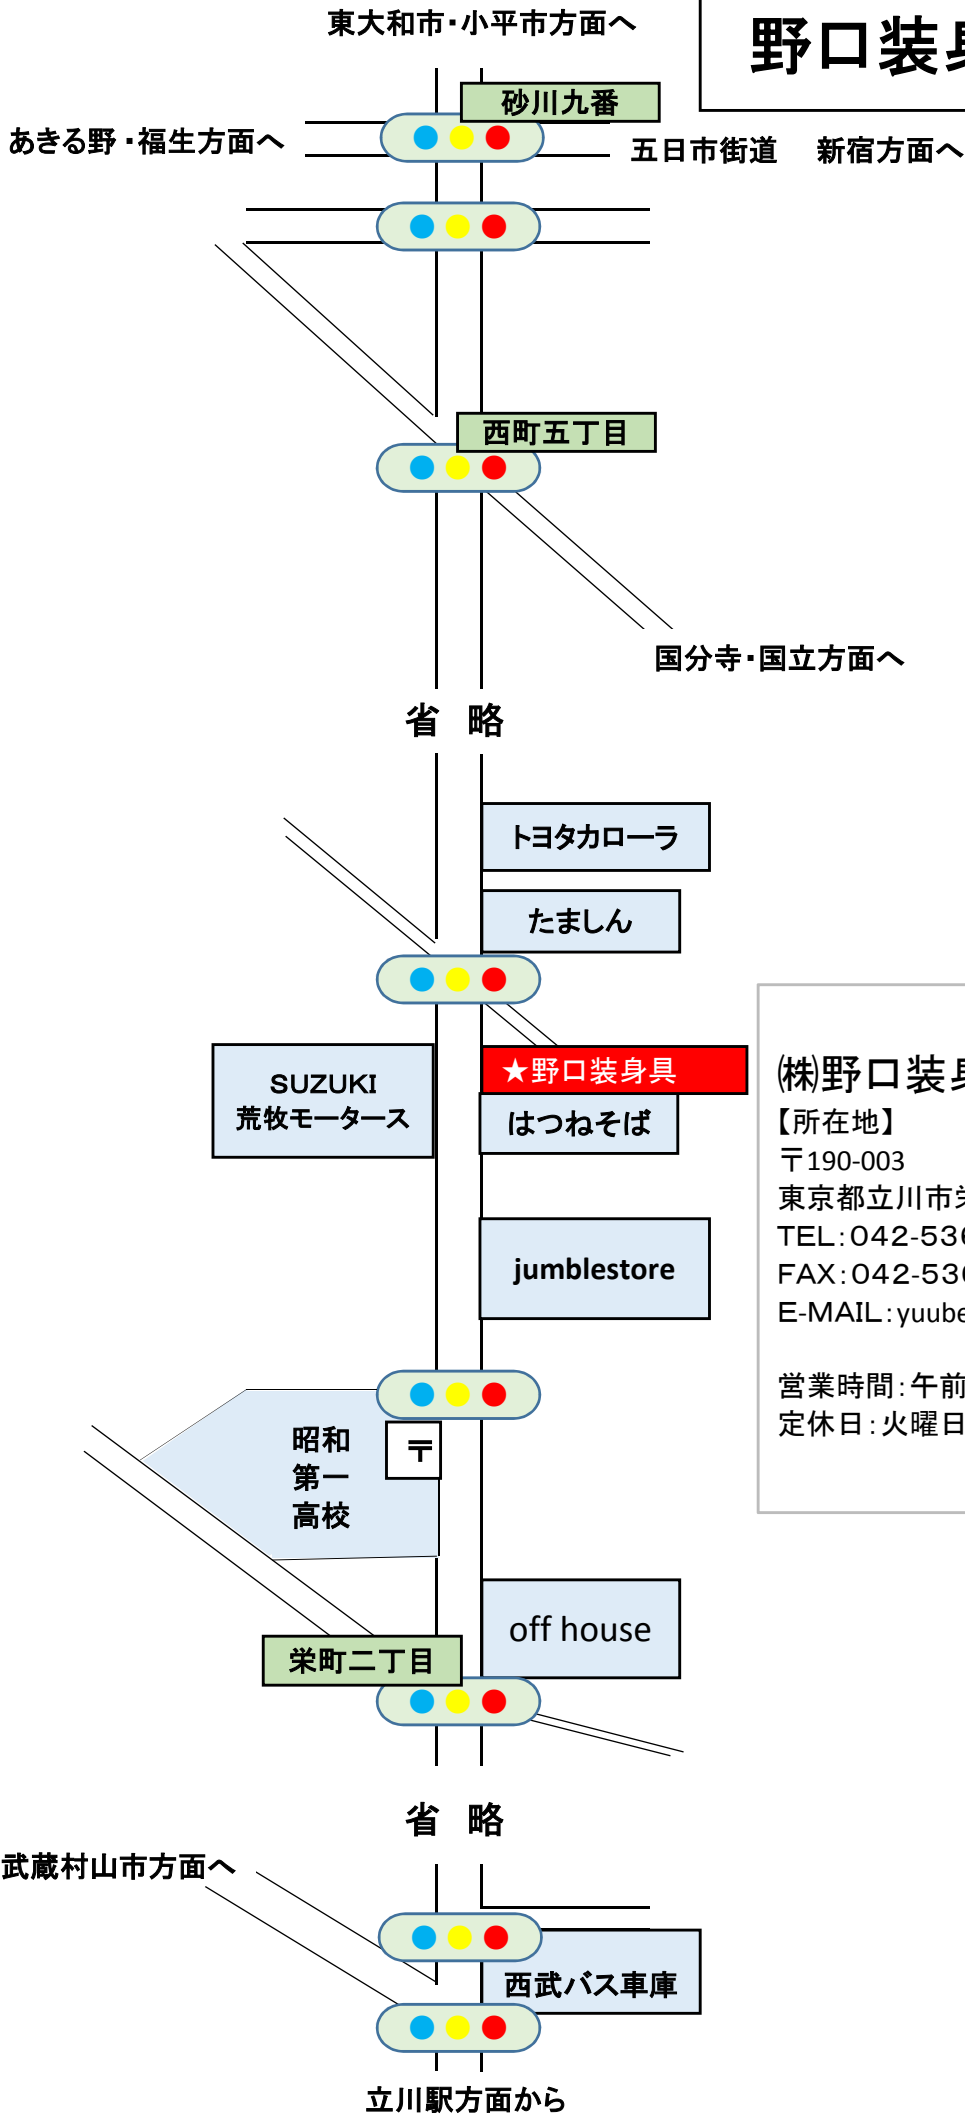 東大和市・小平市方面へ
野口装身
砂川九番
あきる野・福生方面へ
五日市街道 新宿方面へ
西町五丁目
国分寺・国立方面へ
省 略
トヨタカローラ
たましん
★野口装身具
SUZUKI
荒牧モータース
はつねそば
jumblestore
㈱野口装身
【所在地】
〒190-003
東京都立川市栄
TEL:042-536
FAX:042-536
E-MAIL:yuube
営業時間:午前
定休日:火曜日
〒
昭和
第一
高校
off house
栄町二丁目
省 略
武蔵村山市方面へ
西武バス車庫
立川駅方面から